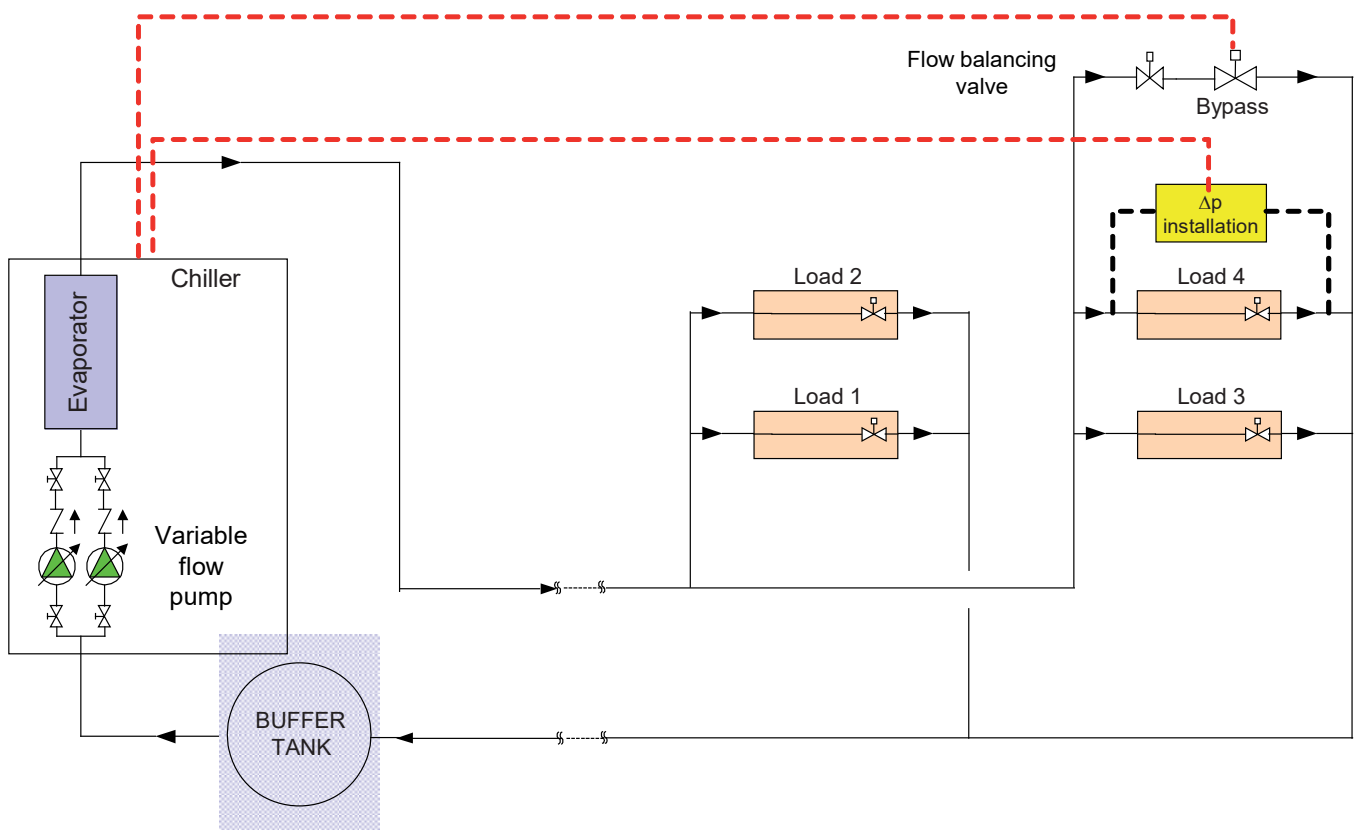 Flow balancing
valve
Bypass
Δp
installation
Chiller
Evaporator
Load 2
Load 4
Load 1
Load 3
Variable
flow
pump
BUFFER
TANK